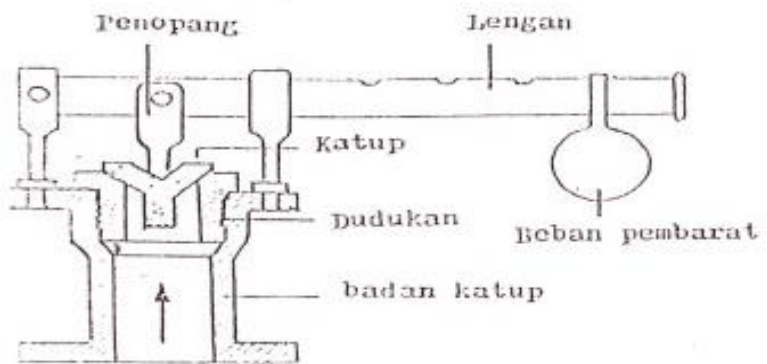 Penopang
Lengan
Katup
Dudukan
Beban pembarat
badan katup